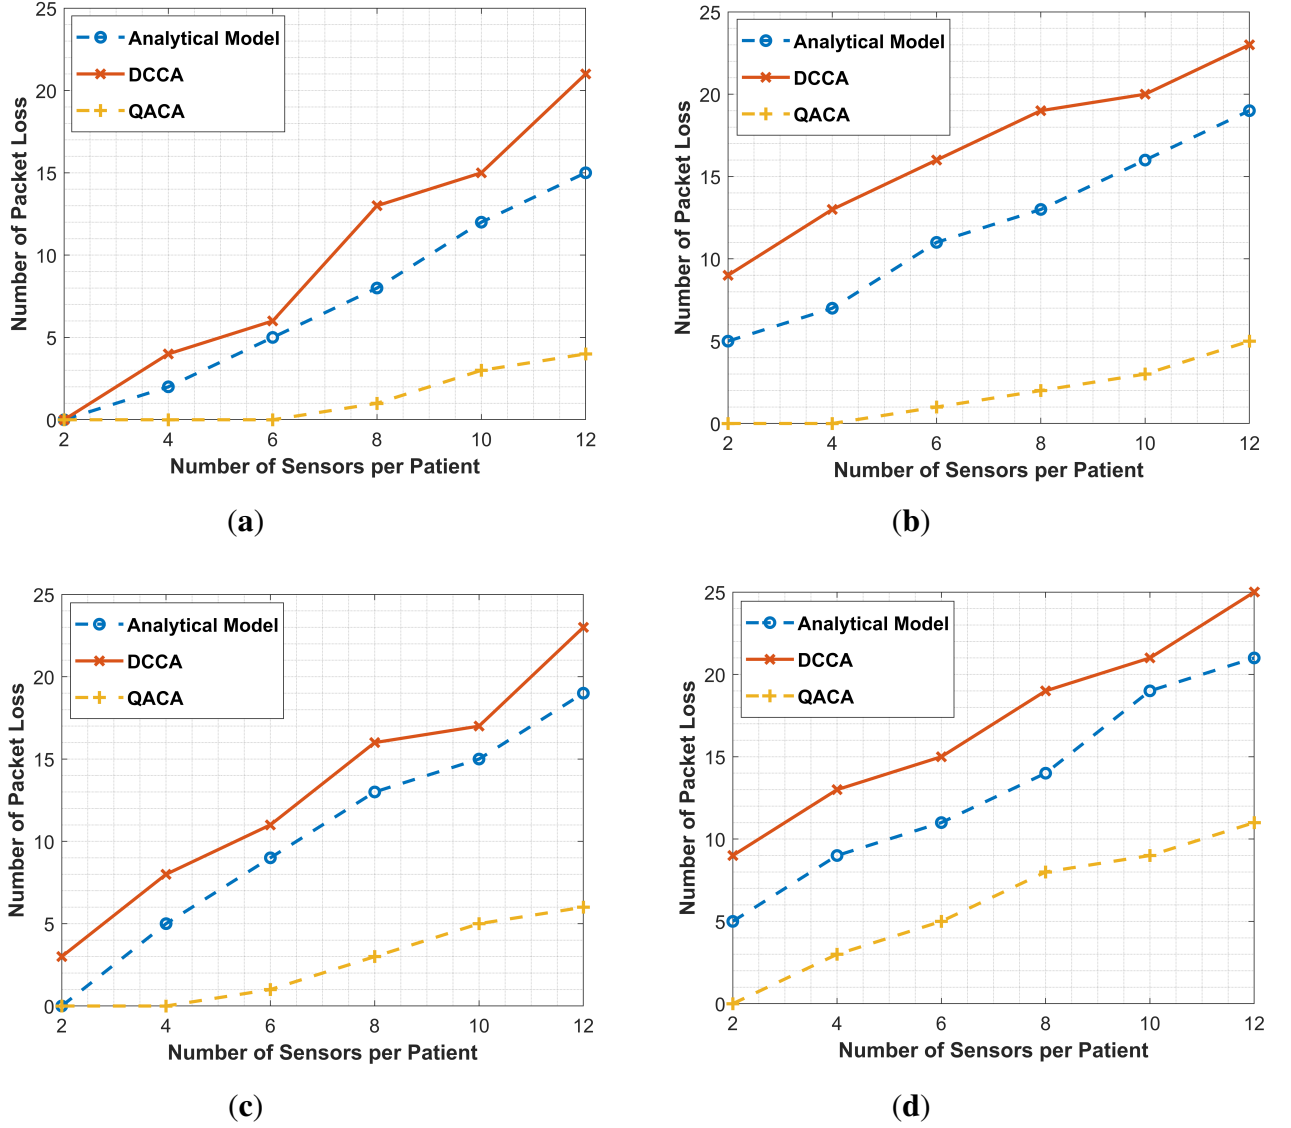 Analytical Model
DCCA
QACA
Number of Packet Loss
25
20
15
10
5
0
2 4 6 8 10 12
Number of Sensors per Patient
(a)
Analytical Model
DCCA
QACA
Number of Packet Loss
25
20
15
10
5
0
2 4 6 8 10 12
Number of Sensors per Patient
(b)
Analytical Model
DCCA
QACA
Number of Packet Loss
25
20
15
10
5
0
2 4 6 8 10 12
Number of Sensors per Patient
(c)
Analytical Model
DCCA
QACA
Number of Packet Loss
25
20
15
10
5
0
2 4 6 8 10 12
Number of Sensors per Patient
(d)